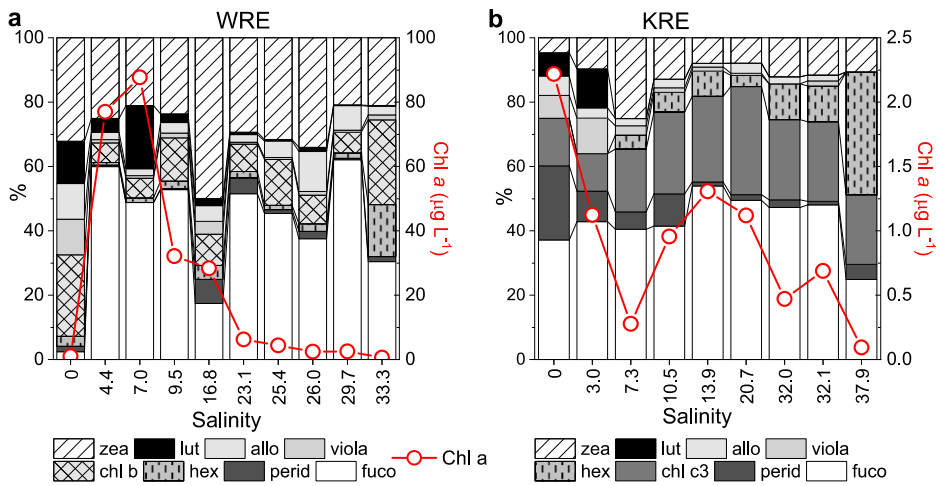 a WRE
100
80
60
40
20
0
%
100
80
60
40
20
0
Chl a (µg L⁻¹)
0 4.4 7.0 9.5 16.8 23.1 25.4 26.0 29.7 33.3
Salinity
zea lut allo viola
chl b hex perid fuco
Chl a
b KRE
100
80
60
40
20
0
%
2.5
2.0
1.5
1.0
0.5
0.0
Chl a (µg L⁻¹)
0 3.0 7.3 10.5 13.9 20.7 32.0 32.1 37.9
Salinity
zea lut allo viola
hex chl c3 perid fuco